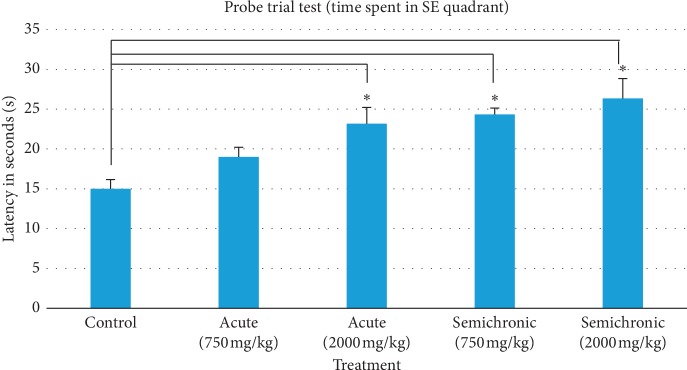 Probe trial test (time spent in SE quadrant)
35
30
25
20
15
10
5
0
Latency in seconds (s)
*
*
*
Control
Acute
(750 mg/kg)
Acute
(2000 mg/kg)
Semichronic
(750 mg/kg)
Semichronic
(2000 mg/kg)
Treatment